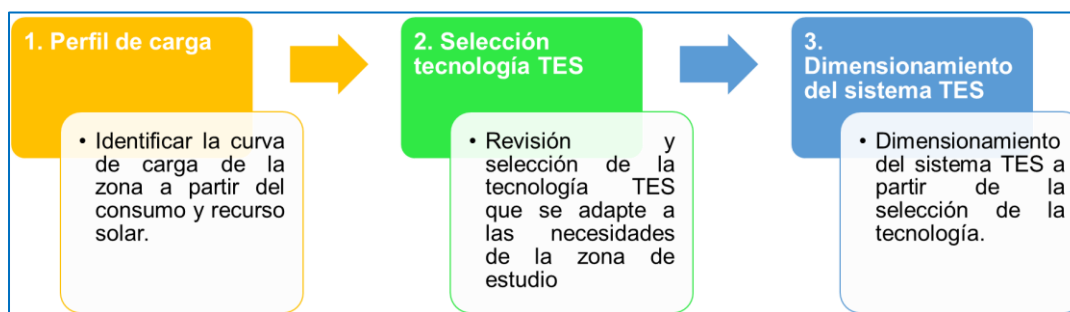 1. Perfil de carga
• Identificar la curva
de carga de la
zona a partir del
consumo y recurso
solar.
2. Selección
tecnología TES
• Revisión y
selección de la
tecnología TES
que se adapte a
las necesidades
de la zona de
estudio
3.
Dimensionamiento
del sistema TES
• Dimensionamiento
del sistema TES a
partir de la
selección de la
tecnología.